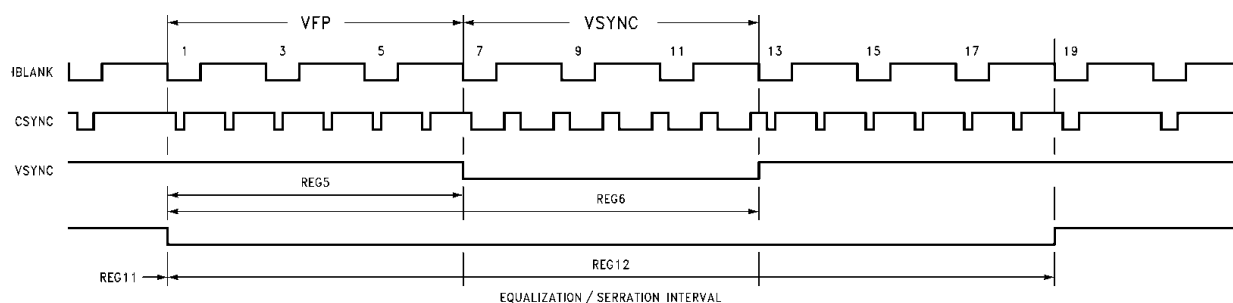 VFP VSYNC
1 3 5 7 9 11 13 15 17 19
HBLANK
CSYNC
VSYNC
REG5
REG6
REG11 REG12
EQUALIZATION / SERRATION INTERVAL